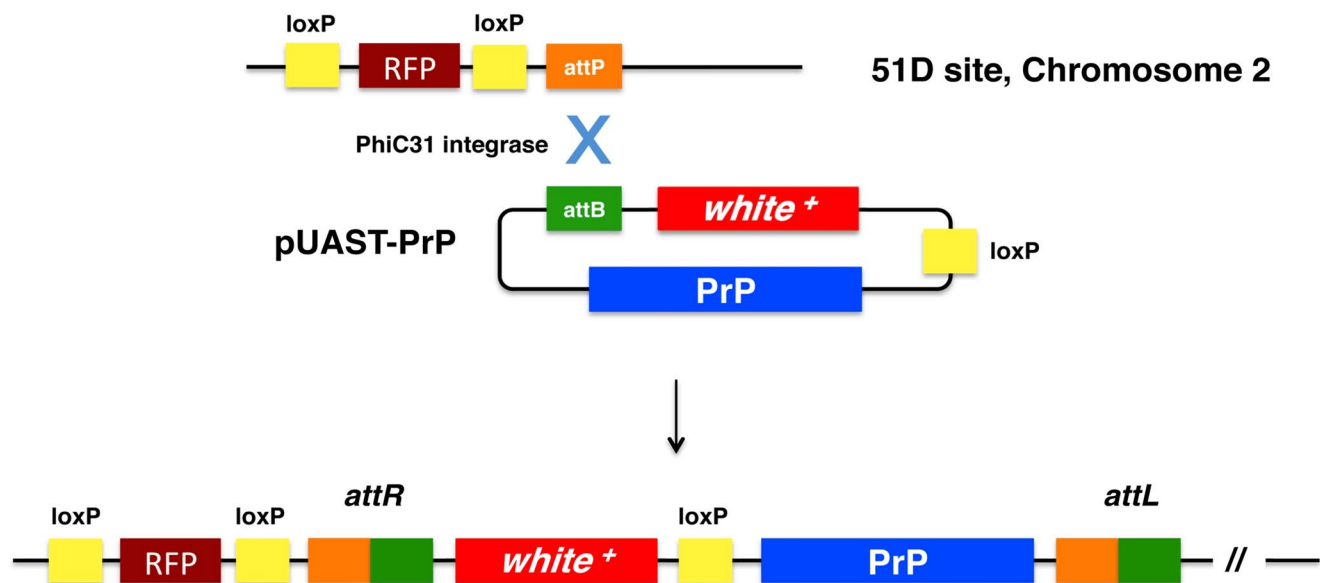 loxP loxP
RFP attP
51D site, Chromosome 2
PhiC31 integrase X
attB white +
pUAST-PrP
loxP
PrP
attR attL
loxP loxP loxP
RFP white + PrP //